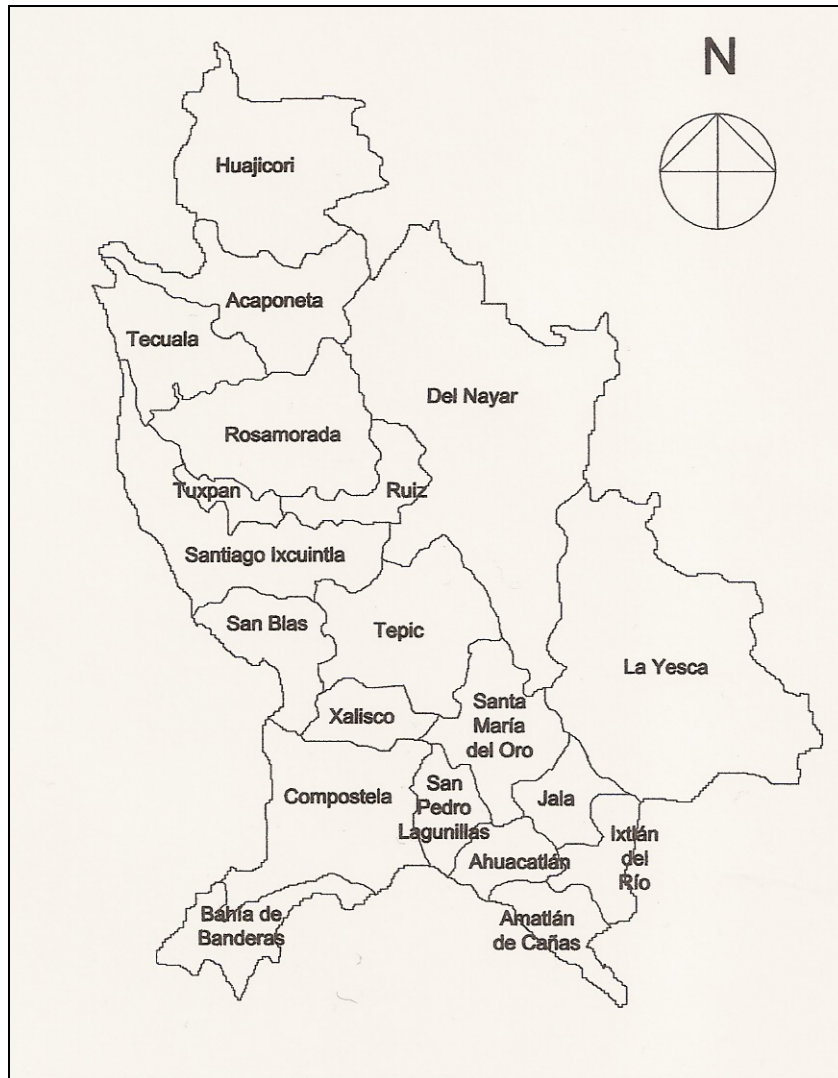 N
Huajicori
Acaponeta
Tecuala
Del Nayar
Rosamorada
Tuxpan
Ruiz
Santiago Ixcuintla
San Blas
Tepic
La Yesca
Santa
María
del Oro
Xalisco
Compostela
San
Pedro
Lagunillas
Jala
Ixtlán
del
Río
Ahuacatlán
Bahía de
Banderas
Amatlán
de Cañas